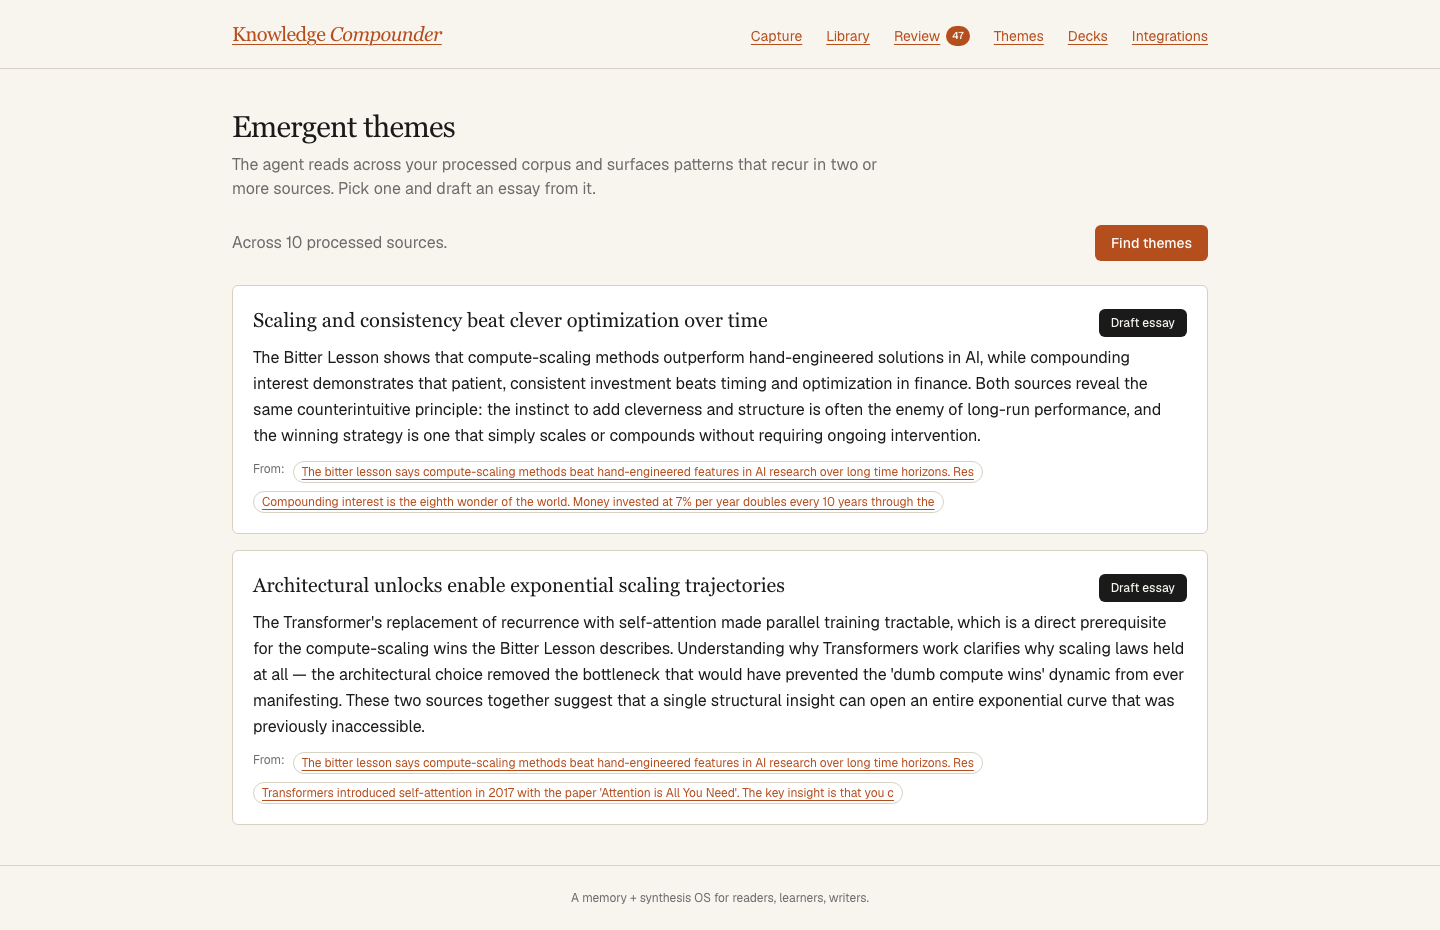 Knowledge Compounder
Capture Library Review 47 Themes Decks Integrations
Emergent themes
The agent reads across your processed corpus and surfaces patterns that recur in two or
more sources. Pick one and draft an essay from it.
Across 10 processed sources.
Find themes
Scaling and consistency beat clever optimization over time
Draft essay
The Bitter Lesson shows that compute-scaling methods outperform hand-engineered solutions in AI, while compounding
interest demonstrates that patient, consistent investment beats timing and optimization in finance. Both sources reveal the
same counterintuitive principle: the instinct to add cleverness and structure is often the enemy of long-run performance, and
the winning strategy is one that simply scales or compounds without requiring ongoing intervention.
From: The bitter lesson says compute-scaling methods beat hand-engineered features in AI research over long time horizons. Res
Compounding interest is the eighth wonder of the world. Money invested at 7% per year doubles every 10 years through the
Architectural unlocks enable exponential scaling trajectories
Draft essay
The Transformer's replacement of recurrence with self-attention made parallel training tractable, which is a direct prerequisite
for the compute-scaling wins the Bitter Lesson describes. Understanding why Transformers work clarifies why scaling laws held
at all — the architectural choice removed the bottleneck that would have prevented the 'dumb compute wins' dynamic from ever
manifesting. These two sources together suggest that a single structural insight can open an entire exponential curve that was
previously inaccessible.
From: The bitter lesson says compute-scaling methods beat hand-engineered features in AI research over long time horizons. Res
Transformers introduced self-attention in 2017 with the paper 'Attention is All You Need'. The key insight is that you c
A memory + synthesis OS for readers, learners, writers.